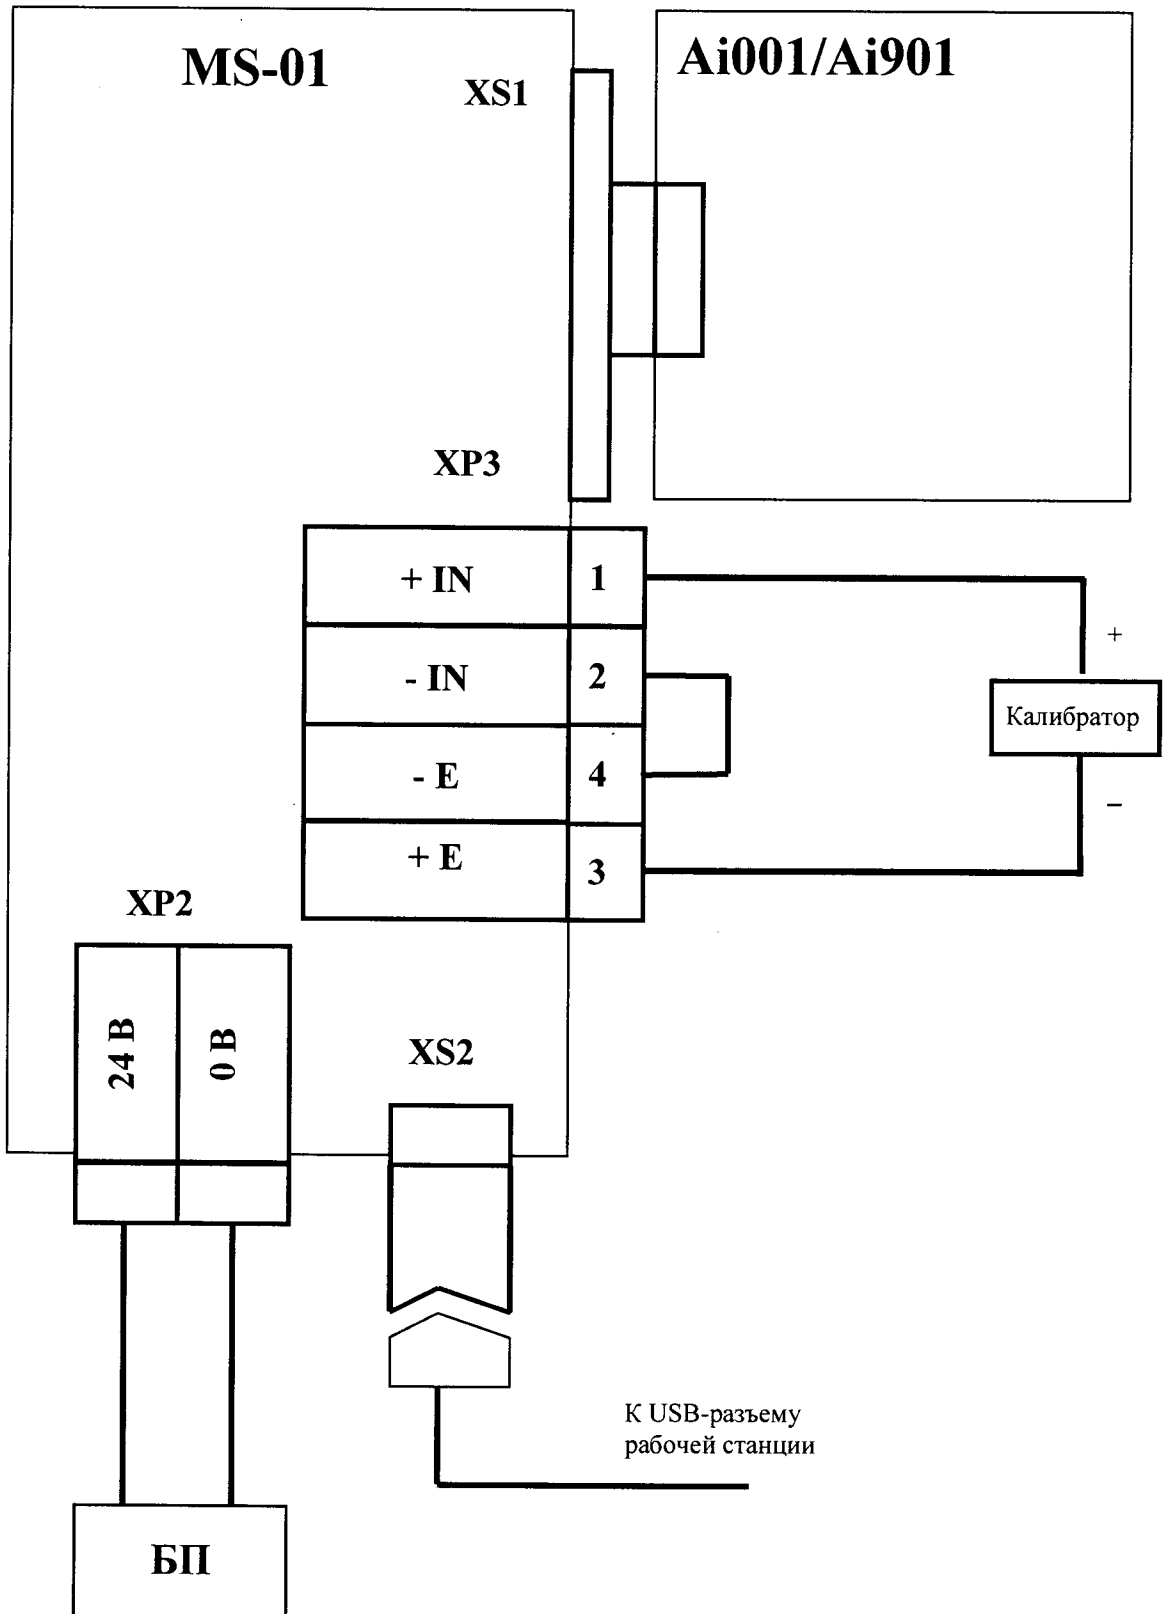 MS-01
Ai001/Ai901
XS1
XP3
+ IN 1
- IN 2
- E 4
+ E 3
+
Калибратор
–
XP2
24 В
0 В
XS2
К USB-разъему
рабочей станции
БП